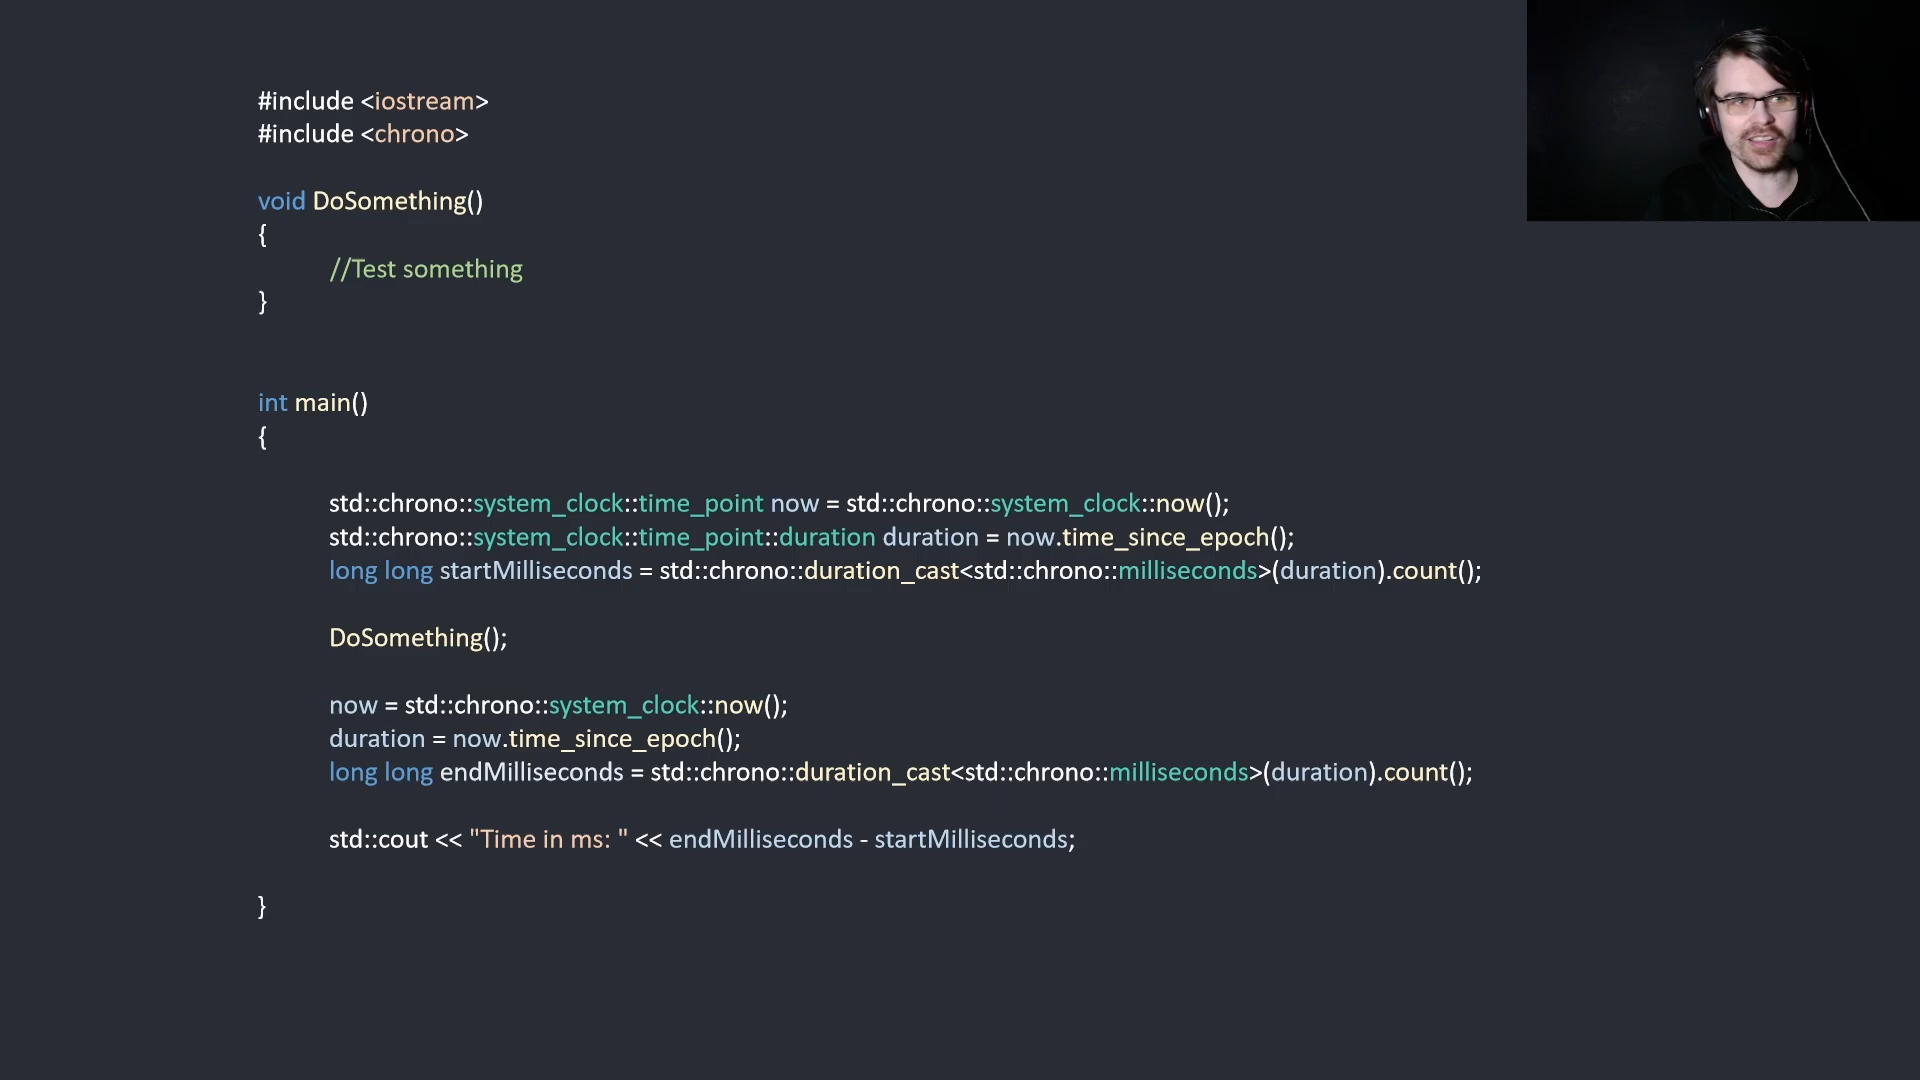 #include <iostream>
#include <chrono>
void DoSomething()
{
//Test something
}
int main()
{
std::chrono::system_clock::time_point now = std::chrono::system_clock::now();
std::chrono::system_clock::time_point::duration duration = now.time_since_epoch();
long long startMilliseconds = std::chrono::duration_cast<std::chrono::milliseconds>(duration).count();
DoSomething();
now = std::chrono::system_clock::now();
duration = now.time_since_epoch();
long long endMilliseconds = std::chrono::duration_cast<std::chrono::milliseconds>(duration).count();
std::cout << "Time in ms: " << endMilliseconds - startMilliseconds;
}